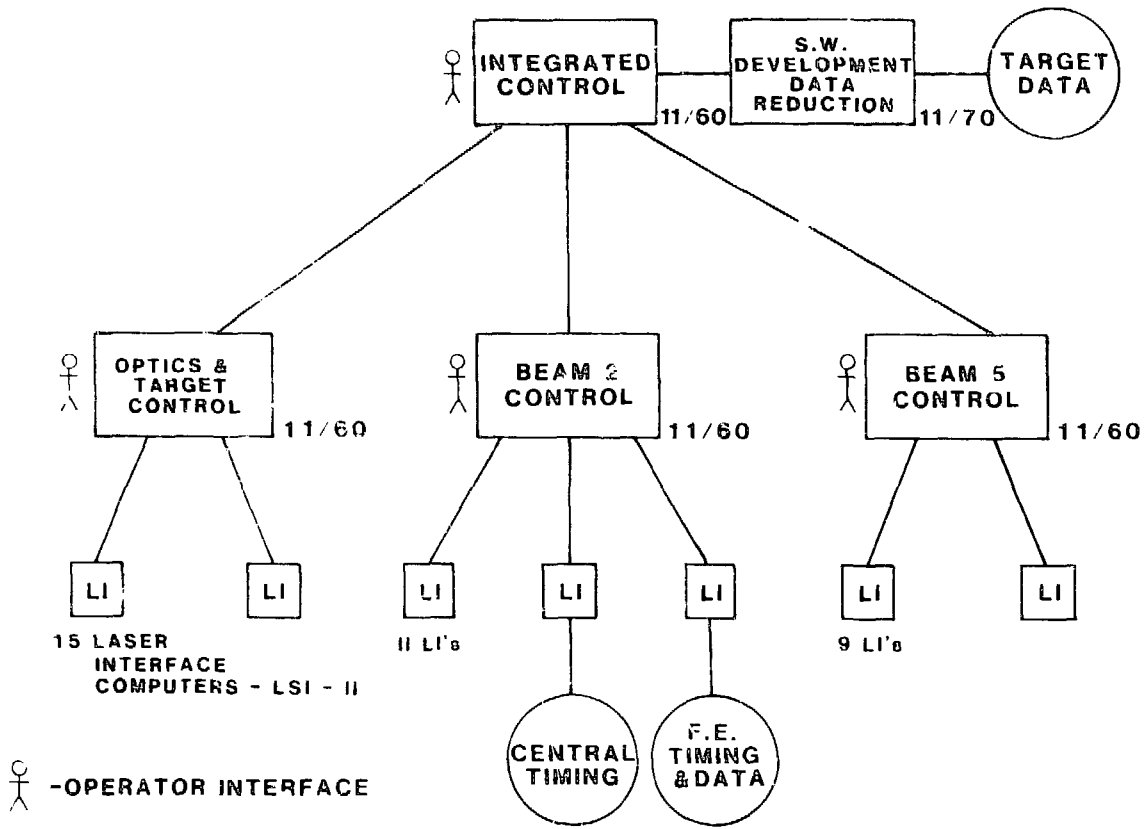 INTEGRATED
CONTROL
11/60
S.W.
DEVELOPMENT
DATA
REDUCTION
11/70
TARGET
DATA
OPTICS &
TARGET
CONTROL
11/60
BEAM 2
CONTROL
11/60
BEAM 5
CONTROL
11/60
LI
LI
LI
LI
LI
LI
LI
15 LASER
INTERFACE
COMPUTERS - LSI - II
II LI's
9 LI's
CENTRAL
TIMING
F.E.
TIMING
& DATA
-OPERATOR INTERFACE